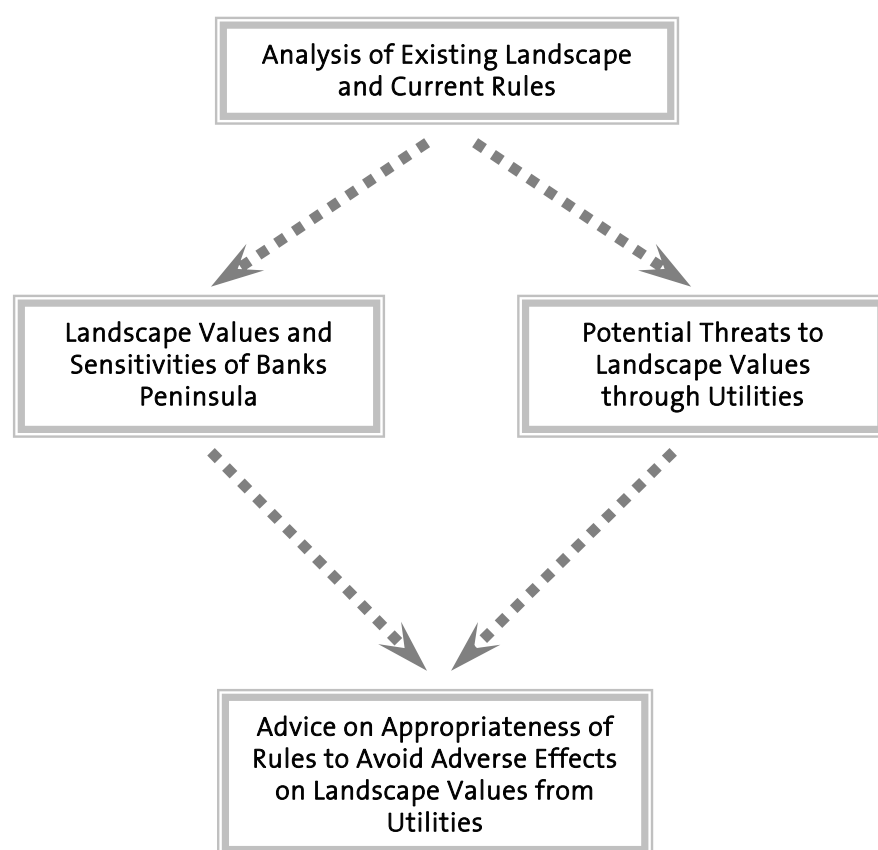 Analysis of Existing Landscape
and Current Rules
Landscape Values and
Sensitivities of Banks
Peninsula
Potential Threats to
Landscape Values
through Utilities
Advice on Appropriateness of
Rules to Avoid Adverse Effects
on Landscape Values from
Utilities